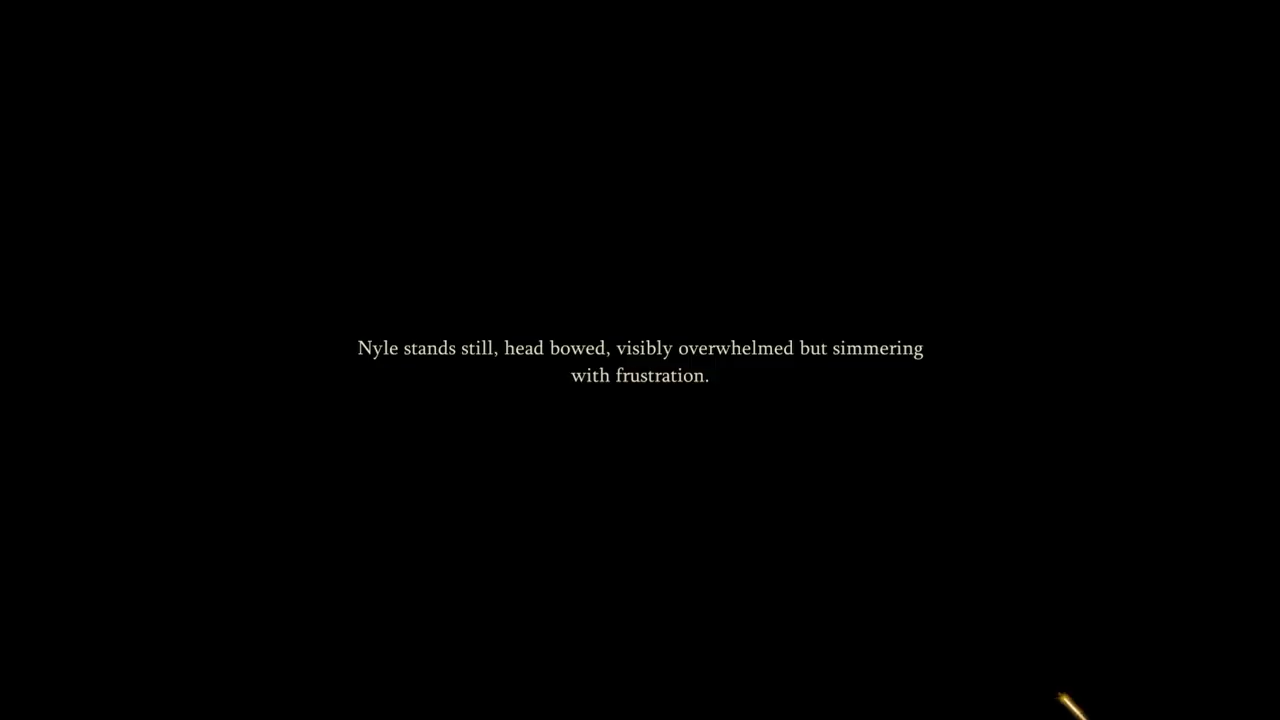 Nyle stands still, head bowed, visibly overwhelmed but simmering
with frustration.